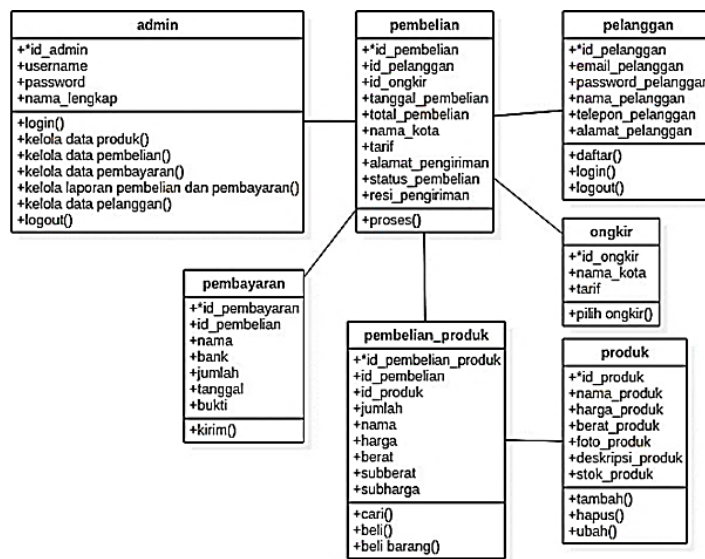 admin
+*id_admin
+username
+password
+nama_lengkap
+login()
+kelola data produk()
+kelola data pembelian()
+kelola data pembayaran()
+kelola laporan pembelian dan pembayaran()
+kelola data pelanggan()
+logout()
pembelian
+*id_pembelian
+id_pelanggan
+id_ongkir
+tanggal_pembelian
+total_pembelian
+nama_kota
+tarif
+alamat_pengiriman
+status_pembelian
+resi_pengiriman
+proses()
pelanggan
+*id_pelanggan
+email_pelanggan
+password_pelanggan
+nama_pelanggan
+telepon_pelanggan
+alamat_pelanggan
+daftar()
+login()
+logout()
ongkir
+*id_ongkir
+nama_kota
+tarif
+pilih ongkir()
pembayaran
+*id_pembayaran
+id_pembelian
+nama
+bank
+jumlah
+tanggal
+bukti
+kirim()
pembelian_produk
+*id_pembelian_produk
+id_pembelian
+id_produk
+jumlah
+nama
+harga
+berat
+subberat
+subharga
+cari()
+beli()
+beli barang()
produk
+*id_produk
+nama_produk
+harga_produk
+berat_produk
+foto_produk
+deskripsi_produk
+stok_produk
+tambah()
+hapus()
+ubah()